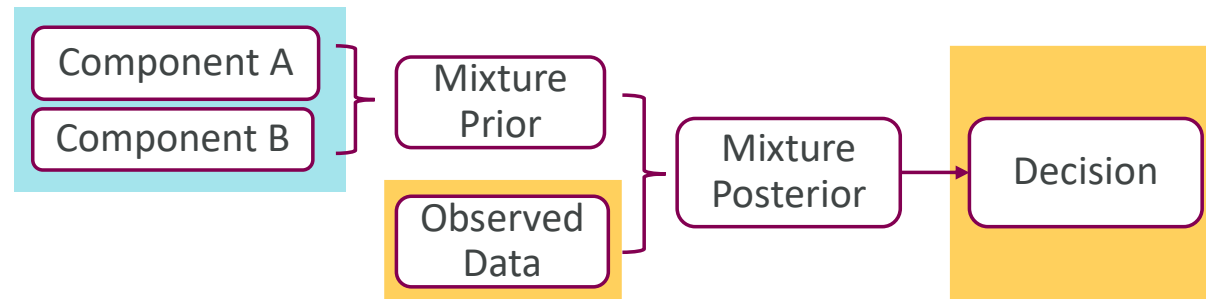 Component A
Component B
Mixture
Prior
Observed
Data
Mixture
Posterior
Decision